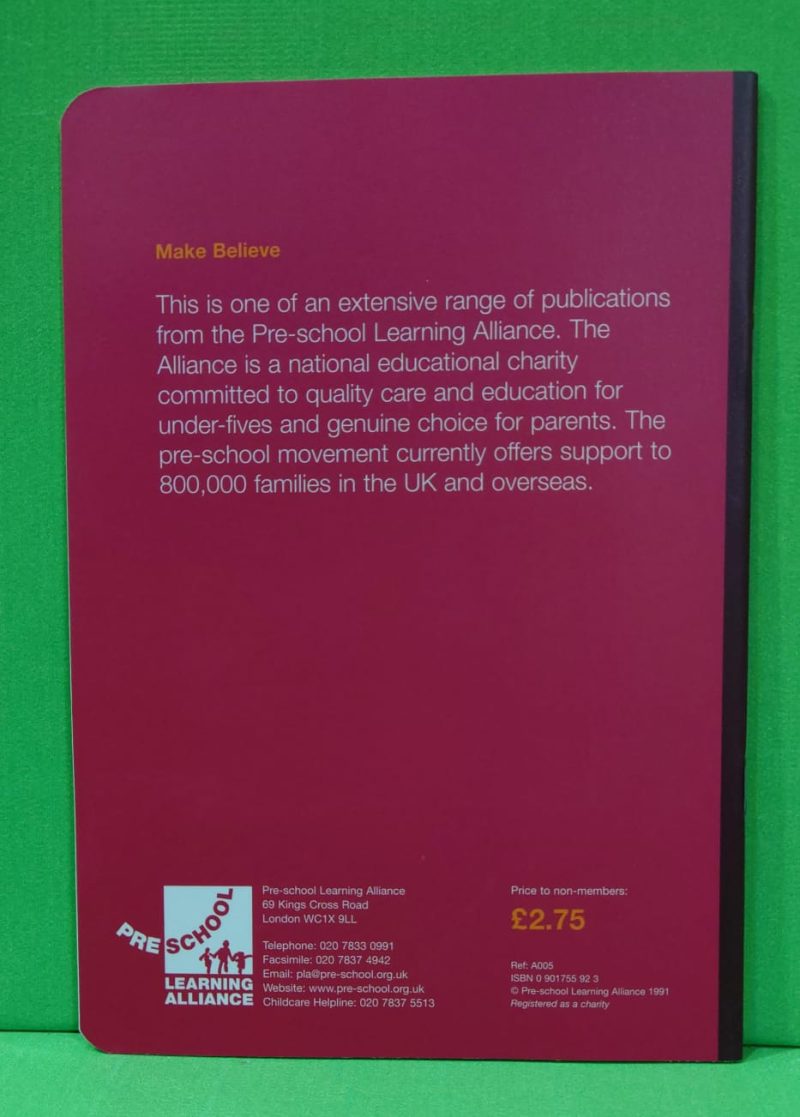 Make Believe
This is one of an extensive range of publications
from the Pre-school Learning Alliance. The
Alliance is a national educational charity
committed to quality care and education for
under-fives and genuine choice for parents. The
pre-school movement currently offers support to
800,000 families in the UK and overseas.
PRE SCHOOL
LEARNING
ALLIANCE
Pre-school Learning Alliance
69 Kings Cross Road
London WC1X 9LL
Telephone: 020 7833 0991
Facsimile: 020 7837 4942
Email: pla@pre-school.org.uk
Website: www.pre-school.org.uk
Childcare Helpline: 020 7837 5513
Price to non-members:
£2.75
Ref: A005
ISBN 0 901755 92 3
© Pre-school Learning Alliance 1991
Registered as a charity